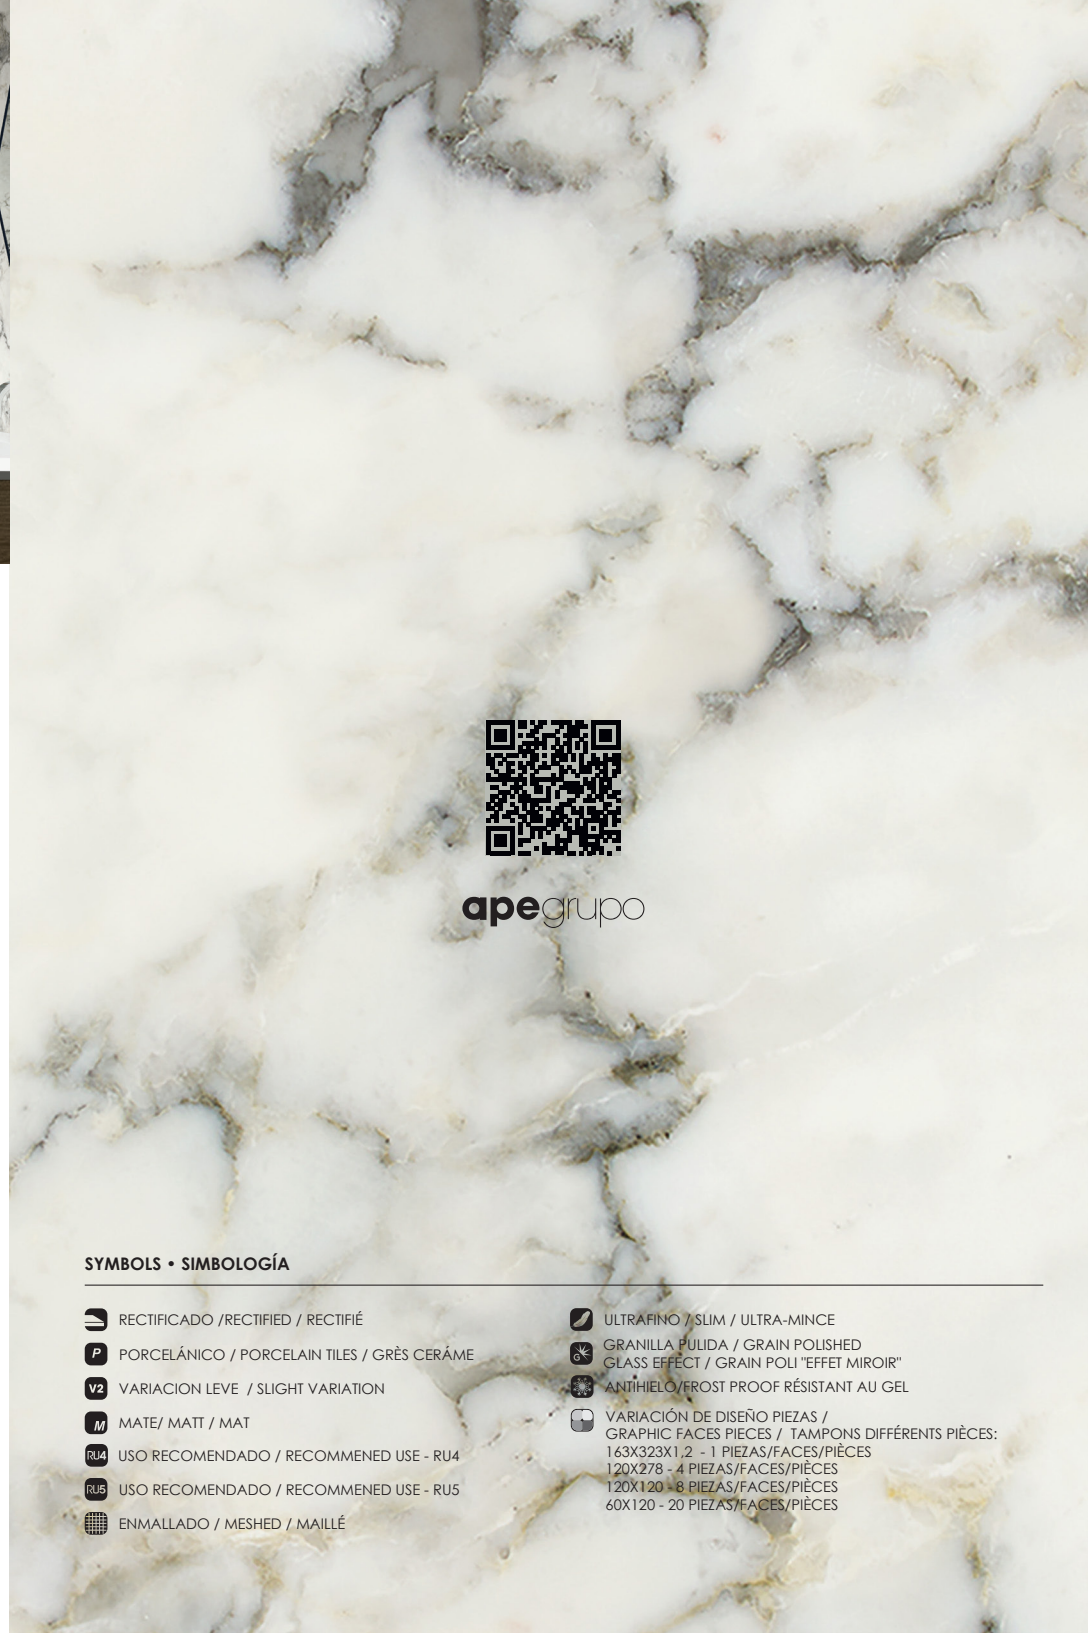 apegrupo
SYMBOLS • SIMBOLOGÍA
RECTIFICADO /RECTIFIED / RECTIFIÉ
P PORCELÁNICO / PORCELAIN TILES / GRÈS CERÁME
V2 VARIACION LEVE / SLIGHT VARIATION
M MATE/ MATT / MAT
RU4 USO RECOMENDADO / RECOMMENED USE - RU4
RU5 USO RECOMENDADO / RECOMMENED USE - RU5
ENMALLADO / MESHED / MAILLÉ
ULTRAFINO / SLIM / ULTRA-MINCE
G GRANILLA PULIDA / GRAIN POLISHED
GLASS EFFECT / GRAIN POLI "EFFET MIROIR"
ANTIHIELO/FROST PROOF RÉSISTANT AU GEL
VARIACIÓN DE DISEÑO PIEZAS /
GRAPHIC FACES PIECES / TAMPONS DIFFÉRENTS PIÈCES:
163X323X1,2 - 1 PIEZAS/FACES/PIÈCES
120X278 - 4 PIEZAS/FACES/PIÈCES
120X120 - 8 PIEZAS/FACES/PIÈCES
60X120 - 20 PIEZAS/FACES/PIÈCES